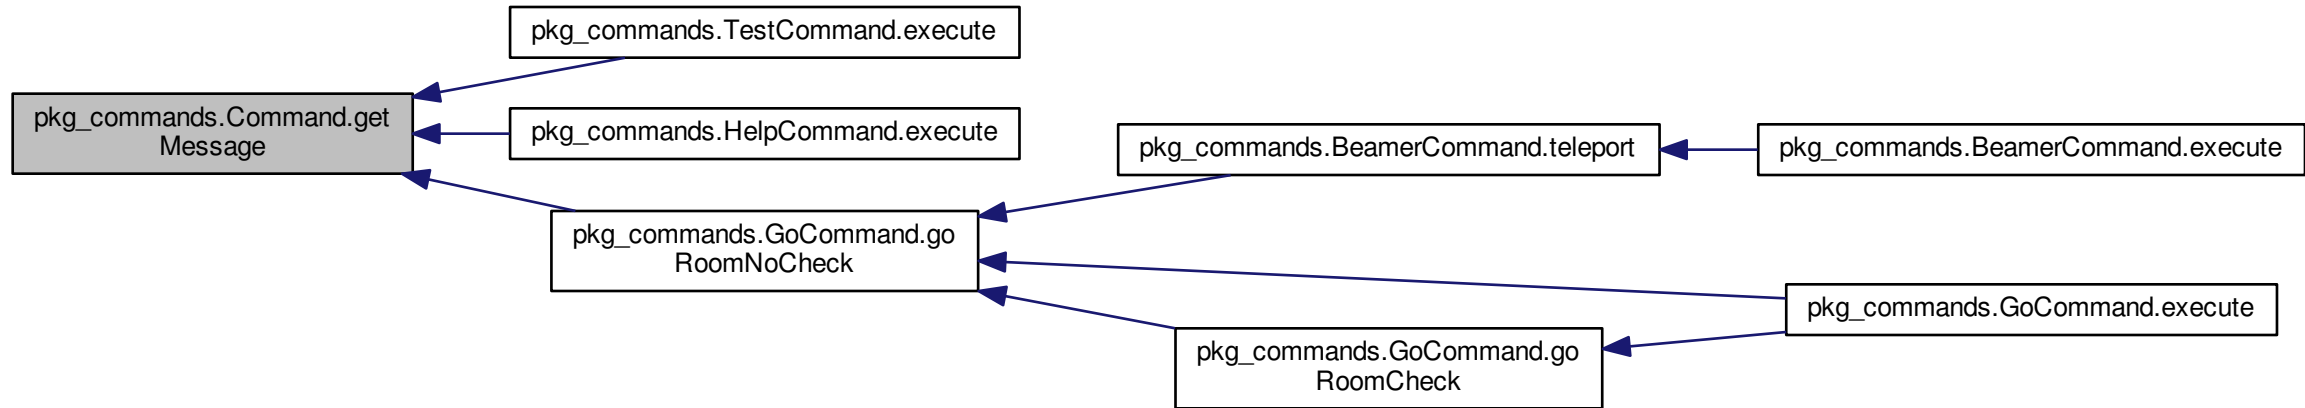 pkg_commands.TestCommand.execute
pkg_commands.Command.get
Message
pkg_commands.HelpCommand.execute
pkg_commands.BeamerCommand.teleport
pkg_commands.BeamerCommand.execute
pkg_commands.GoCommand.go
RoomNoCheck
pkg_commands.GoCommand.execute
pkg_commands.GoCommand.go
RoomCheck